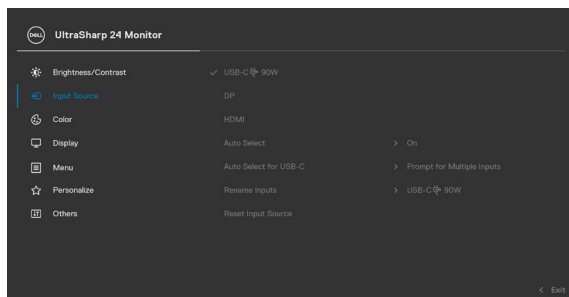 DELL UltraSharp 24 Monitor
Brightness/Contrast USB-C 90W
Input Source DP
Color HDMI
Display Auto Select > On
Menu Auto Select for USB-C > Prompt for Multiple Inputs
Personalize Rename Inputs > USB-C 90W
Others Reset Input Source
< Exit